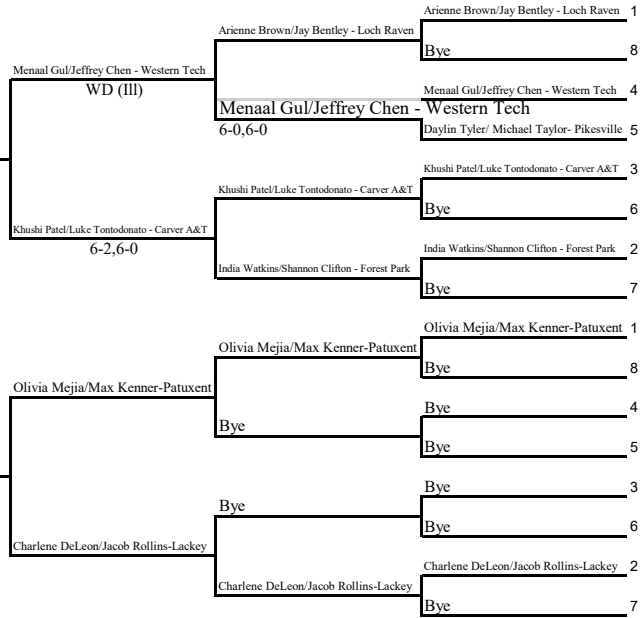 Arienne Brown/Jay Bentley - Loch Raven 1
Arienne Brown/Jay Bentley - Loch Raven
Bye 8
Menaal Gul/Jeffrey Chen - Western Tech
WD (Ill)
Menaal Gul/Jeffrey Chen - Western Tech 4
Menaal Gul/Jeffrey Chen - Western Tech
6-0,6-0
Daylin Tyler/ Michael Taylor- Pikesville 5
Khushi Patel/Luke Tontodonato - Carver A&T 3
Khushi Patel/Luke Tontodonato - Carver A&T
Bye 6
Khushi Patel/Luke Tontodonato - Carver A&T
6-2,6-0
India Watkins/Shannon Clifton - Forest Park 2
India Watkins/Shannon Clifton - Forest Park
Bye 7
Olivia Mejia/Max Kenner-Patuxent 1
Olivia Mejia/Max Kenner-Patuxent
Bye 8
Olivia Mejia/Max Kenner-Patuxent
Bye 4
Bye
Bye 5
Bye 3
Bye
Bye 6
Charlene DeLeon/Jacob Rollins-Lackey
Charlene DeLeon/Jacob Rollins-Lackey 2
Charlene DeLeon/Jacob Rollins-Lackey
Bye 7